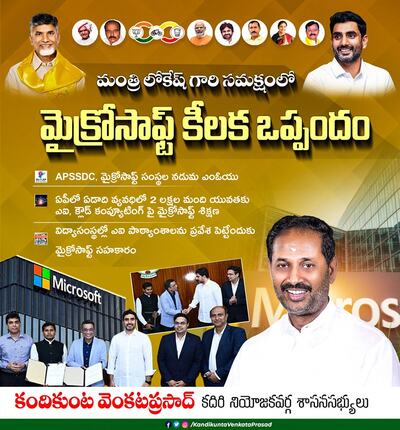 మంత్రి లోకేష్ గారి సమక్షంలో
మైక్రోసాఫ్ట్ కీలక ఒప్పందం
APSSDC, మైక్రోసాఫ్ట్ సంస్థల నడుమ ఎంఓయు
ఏపీలో ఏడాది వ్యవధిలో 2 లక్షల మంది యువతకు
ఎఐ, క్లౌడ్ కంప్యూటింగ్ పై మైక్రోసాఫ్ట్ శిక్షణ
విద్యాసంస్థల్లో ఎఐ పాఠ్యాంశాలను ప్రవేశ పెట్టేందుకు
మైక్రోసాఫ్ట్ సహకారం
Microsoft
Micros
కందికుంట వెంకటప్రసాద్ కదిరి నియోజకవర్గ శాసనసభ్యులు
/KandikuntaVenkataPrasad